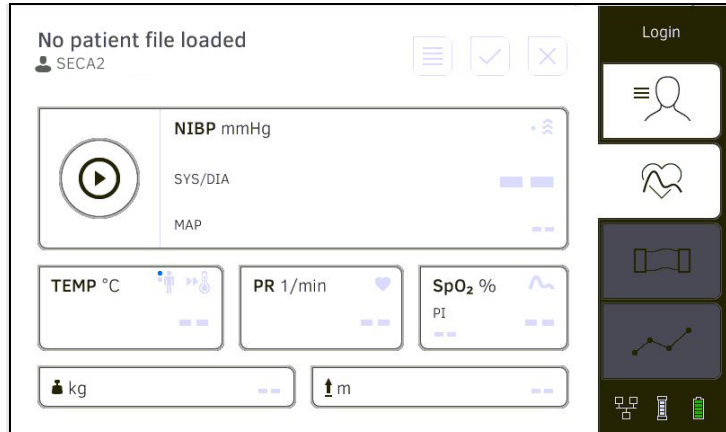 No patient file loaded
SECA2
Login
NIBP mmHg
SYS/DIA
-- --
MAP
--
TEMP °C
--
PR 1/min
--
SpO₂ %
PI
--
--
kg
--
m
--